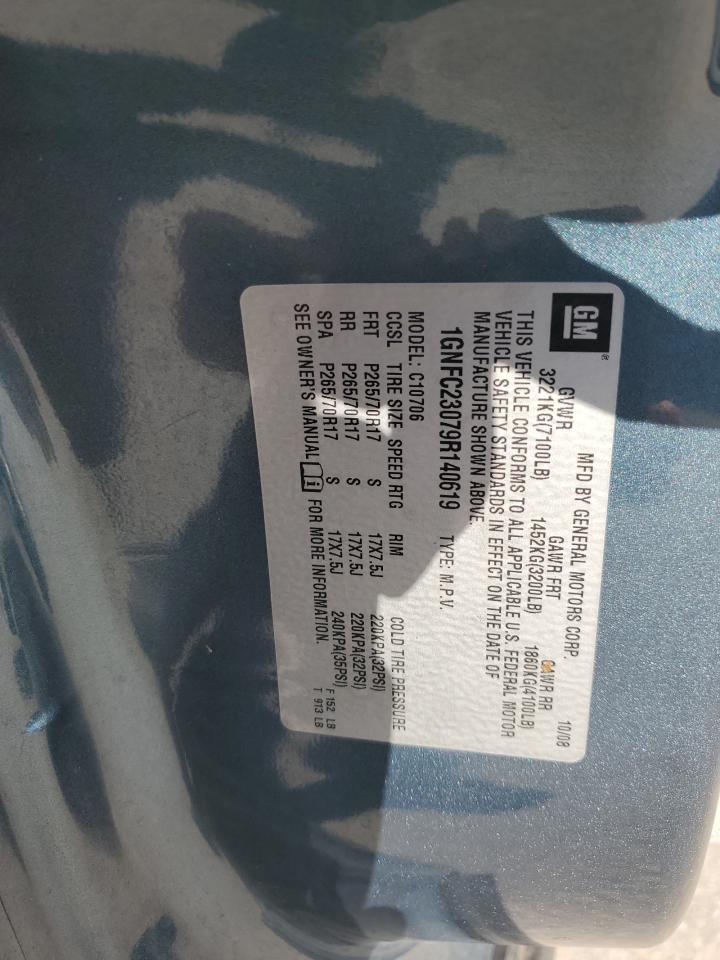 GM®
MFD BY GENERAL MOTORS CORP. 10/08
GVWR GAWR FRT GAWR RR
3221KG(7100LB) 1452KG(3200LB) 1860KG(4100LB)
THIS VEHICLE CONFORMS TO ALL APPLICABLE U.S. FEDERAL MOTOR
VEHICLE SAFETY STANDARDS IN EFFECT ON THE DATE OF
MANUFACTURE SHOWN ABOVE.
1GNFC23079R140619 TYPE: M.P.V.
MODEL: C10706
CCSL TIRE SIZE SPEED RTG RIM COLD TIRE PRESSURE
FRT P265/70R17 S 17X7.5J 220KPA(32PSI)
RR P265/70R17 S 17X7.5J 220KPA(32PSI)
SPA P265/70R17 S 17X7.5J 240KPA(35PSI)
SEE OWNER'S MANUAL i FOR MORE INFORMATION.
F 152 LB
T 913 LB